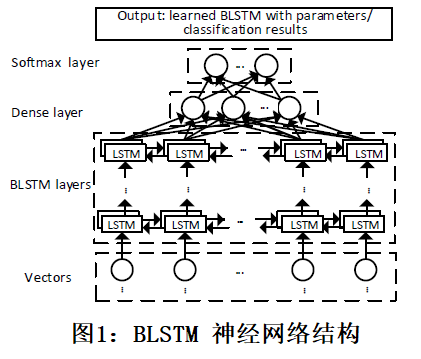 Output: learned BLSTM with parameters/
classification results
Softmax layer
...
Dense layer
...
LSTM LSTM ... LSTM LSTM
BLSTM layers
LSTM LSTM ... LSTM LSTM
Vectors
...
图1：BLSTM 神经网络结构